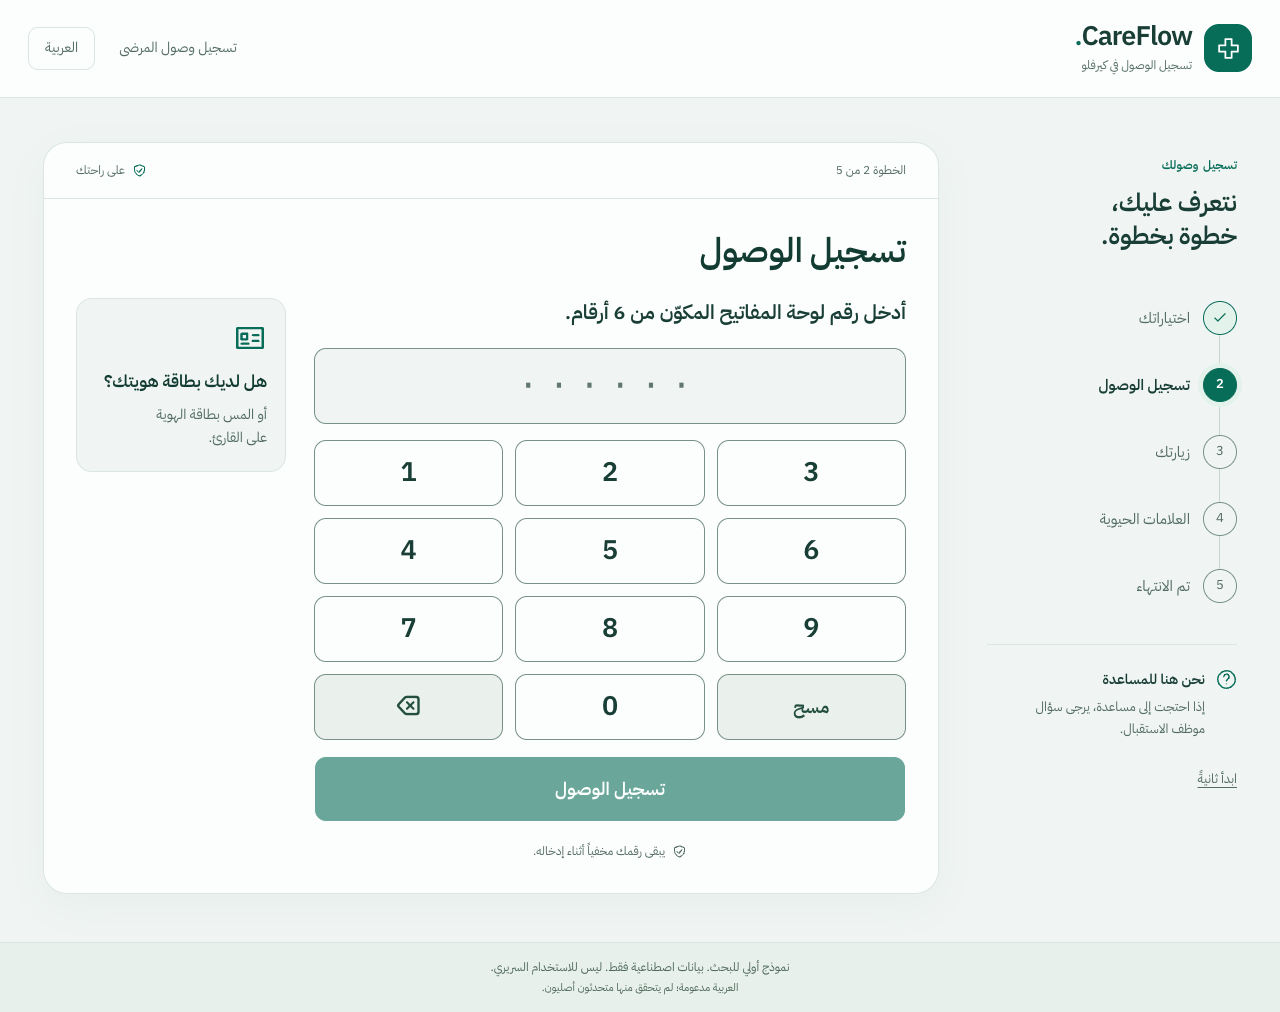 CareFlow.
تسجيل الوصول في كيرفلو
تسجيل وصول المرضى
العربية
تسجيل وصولك
نتعرف عليك،
خطوة بخطوة.
اختياراتك
2
تسجيل الوصول
3
زيارتك
4
العلامات الحيوية
5
تم الانتهاء
نحن هنا للمساعدة
إذا احتجت إلى مساعدة، يرجى سؤال
موظف الاستقبال.
ابدأ ثانيةً
الخطوة 2 من 5
على راحتك
تسجيل الوصول
أدخل رقم لوحة المفاتيح المكوّن من 6 أرقام.
······
1 2 3
4 5 6
7 8 9
مسح
0
تسجيل الوصول
يبقى رقمك مخفياً أثناء إدخاله.
هل لديك بطاقة هويتك؟
أو المس بطاقة الهوية
على القارئ.
نموذج أولي للبحث. بيانات اصطناعية فقط. ليس للاستخدام السريري.
العربية مدعومة؛ لم يتحقق منها متحدثون أصليون.